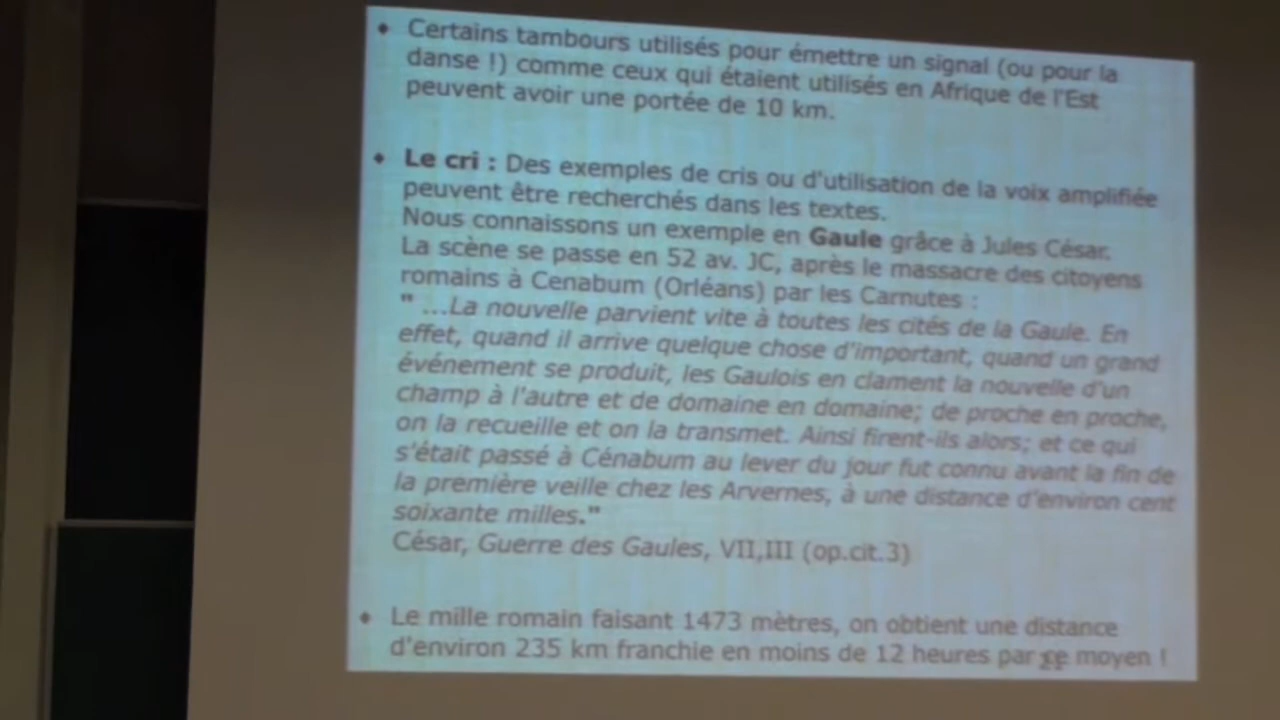 • Certains tambours utilisés pour émettre un signal (ou pour la
danse !) comme ceux qui étaient utilisés en Afrique de l'Est
peuvent avoir une portée de 10 km.
• Le cri : Des exemples de cris ou d'utilisation de la voix amplifiée
peuvent être recherchés dans les textes.
Nous connaissons un exemple en Gaule grâce à Jules César.
La scène se passe en 52 av. JC, après le massacre des citoyens
romains à Cenabum (Orléans) par les Carnutes :
" ...La nouvelle parvient vite à toutes les cités de la Gaule. En
effet, quand il arrive quelque chose d'important, quand un grand
événement se produit, les Gaulois en clament la nouvelle d'un
champ à l'autre et de domaine en domaine; de proche en proche,
on la recueille et on la transmet. Ainsi firent-ils alors; et ce qui
s'était passé à Cénabum au lever du jour fut connu avant la fin de
la première veille chez les Arvernes, à une distance d'environ cent
soixante milles."
César, Guerre des Gaules, VII,III (op.cit.3)
• Le mille romain faisant 1473 mètres, on obtient une distance
d'environ 235 km franchie en moins de 12 heures par ce moyen !